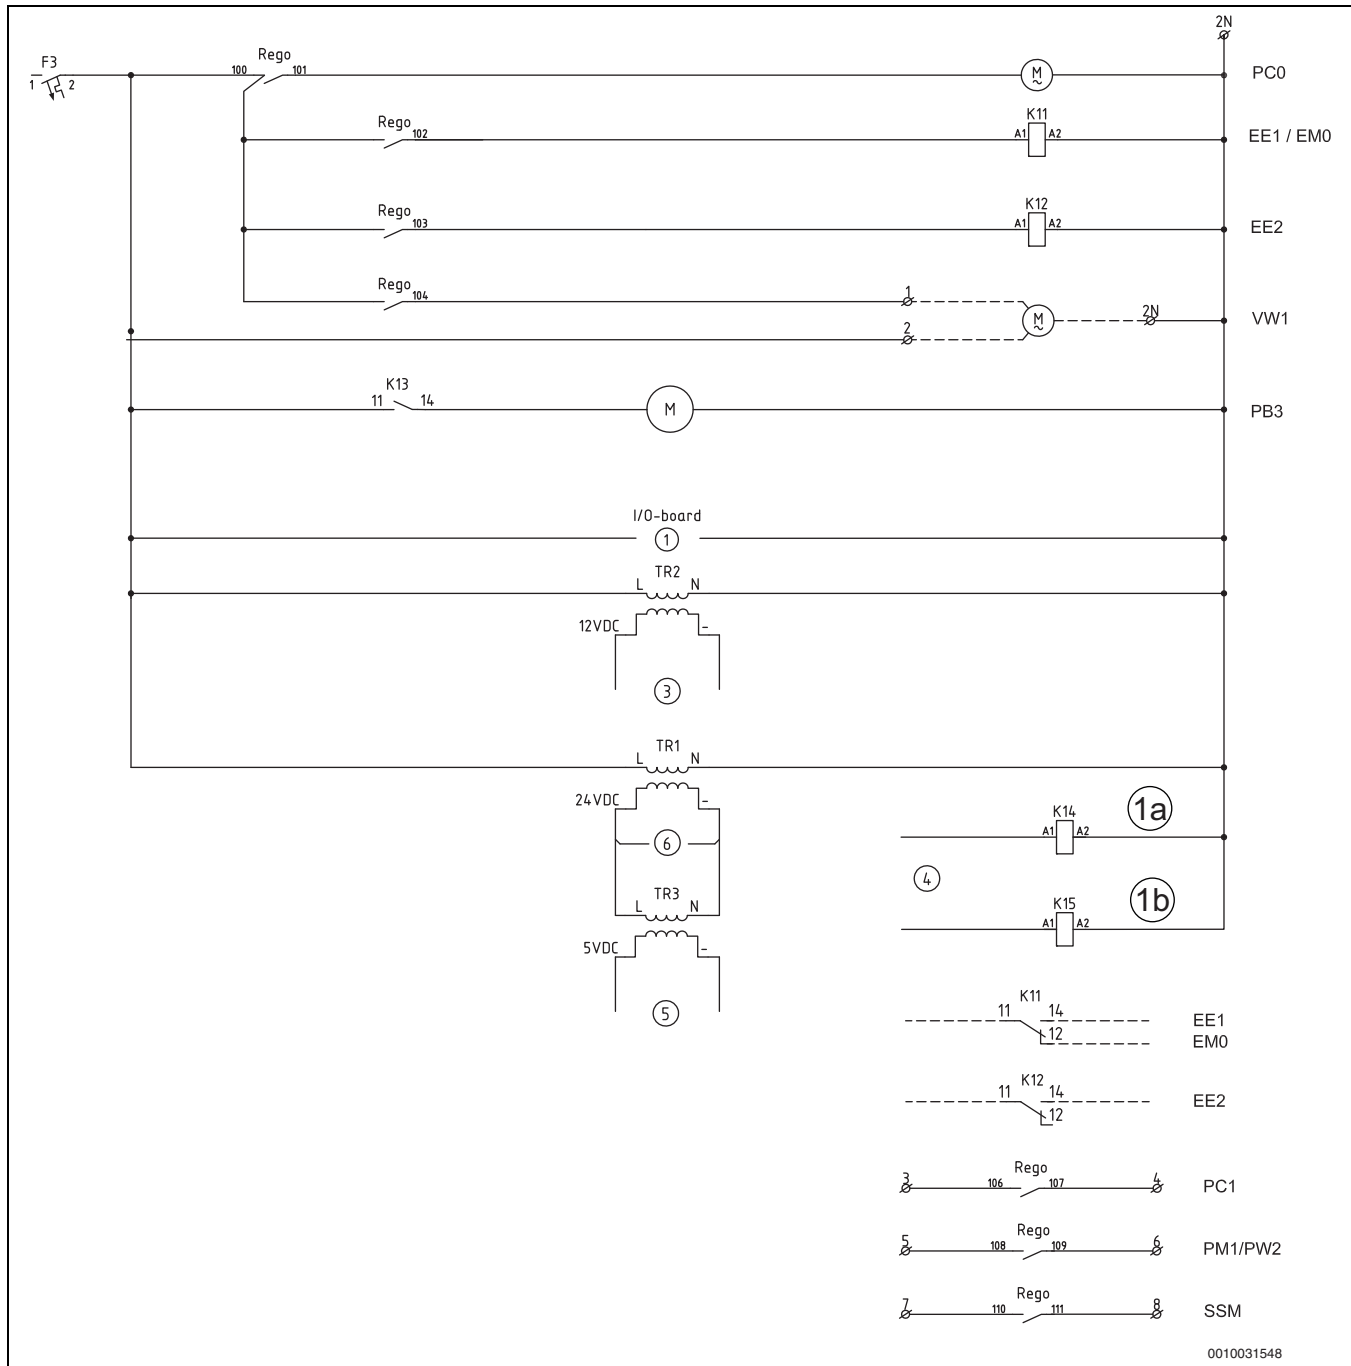 2N
F3
1 2
Rego
100 101
M
~
PC0
Rego
102
K11
A1 A2
EE1 / EM0
Rego
103
K12
A1 A2
EE2
Rego
104
1
M
~
2N
VW1
2
K13
11 14
M
PB3
I/O-board
1
TR2
L N
12VDC -
3
TR1
L N
24VDC -
6
TR3
L N
5VDC -
5
K14
A1 A2
1a
4
K15
A1 A2
1b
K11
11 14
12
EE1
EM0
K12
11 14
12
EE2
3 Rego 4
106 107
PC1
5 Rego 6
108 109
PM1/PW2
7 Rego 8
110 111
SSM
0010031548